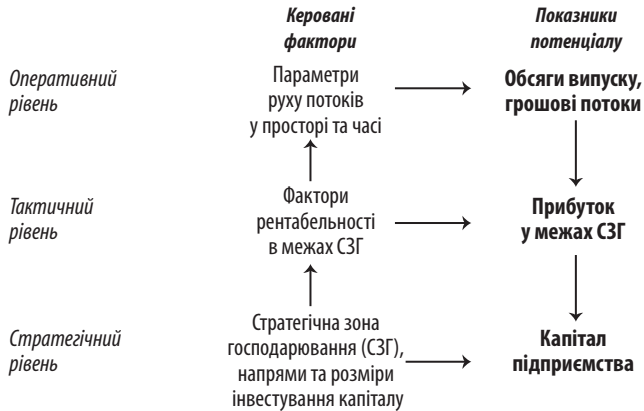 Керовані
фактори
Показники
потенціалу
Оперативний
рівень
Параметри
руху потоків
у просторі та часі
Обсяги випуску,
грошові потоки
Тактичний
рівень
Фактори
рентабельності
в межах СЗГ
Прибуток
у межах СЗГ
Стратегічний
рівень
Стратегічна зона
господарювання (СЗГ),
напрями та розміри
інвестування капіталу
Капітал
підприємства